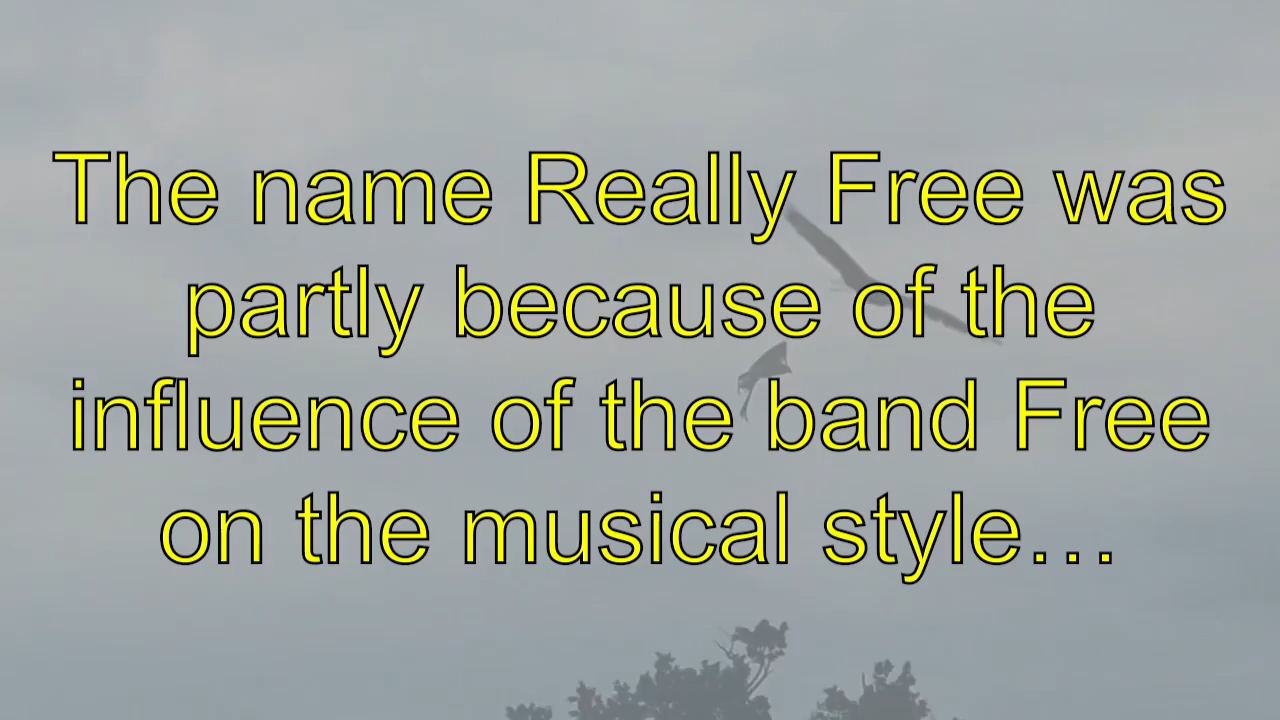 The name Really Free was
partly because of the
influence of the band Free
on the musical style…